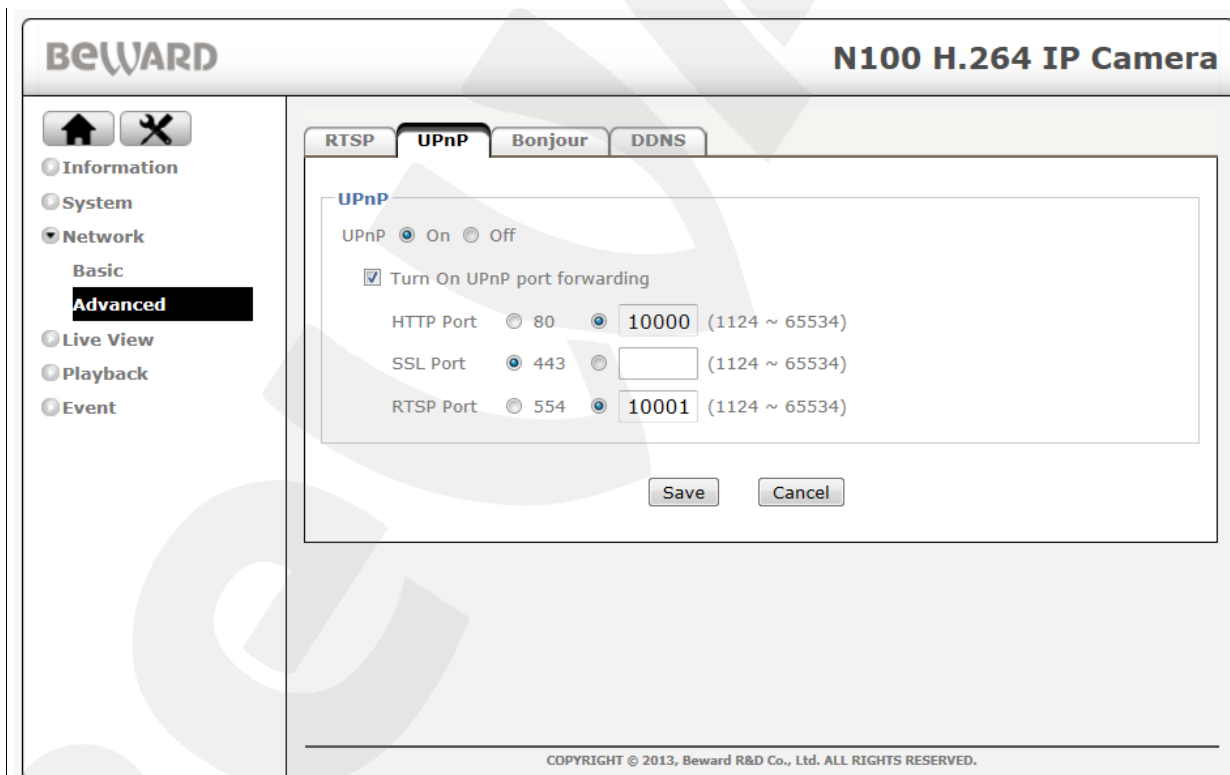 BEWARD
N100 H.264 IP Camera
Information
System
Network
Basic
Advanced
Live View
Playback
Event
RTSP UPnP Bonjour DDNS
UPnP
UPnP On Off
Turn On UPnP port forwarding
HTTP Port 80 10000 (1124 ~ 65534)
SSL Port 443 (1124 ~ 65534)
RTSP Port 554 10001 (1124 ~ 65534)
Save Cancel
COPYRIGHT © 2013, Beward R&D Co., Ltd. ALL RIGHTS RESERVED.